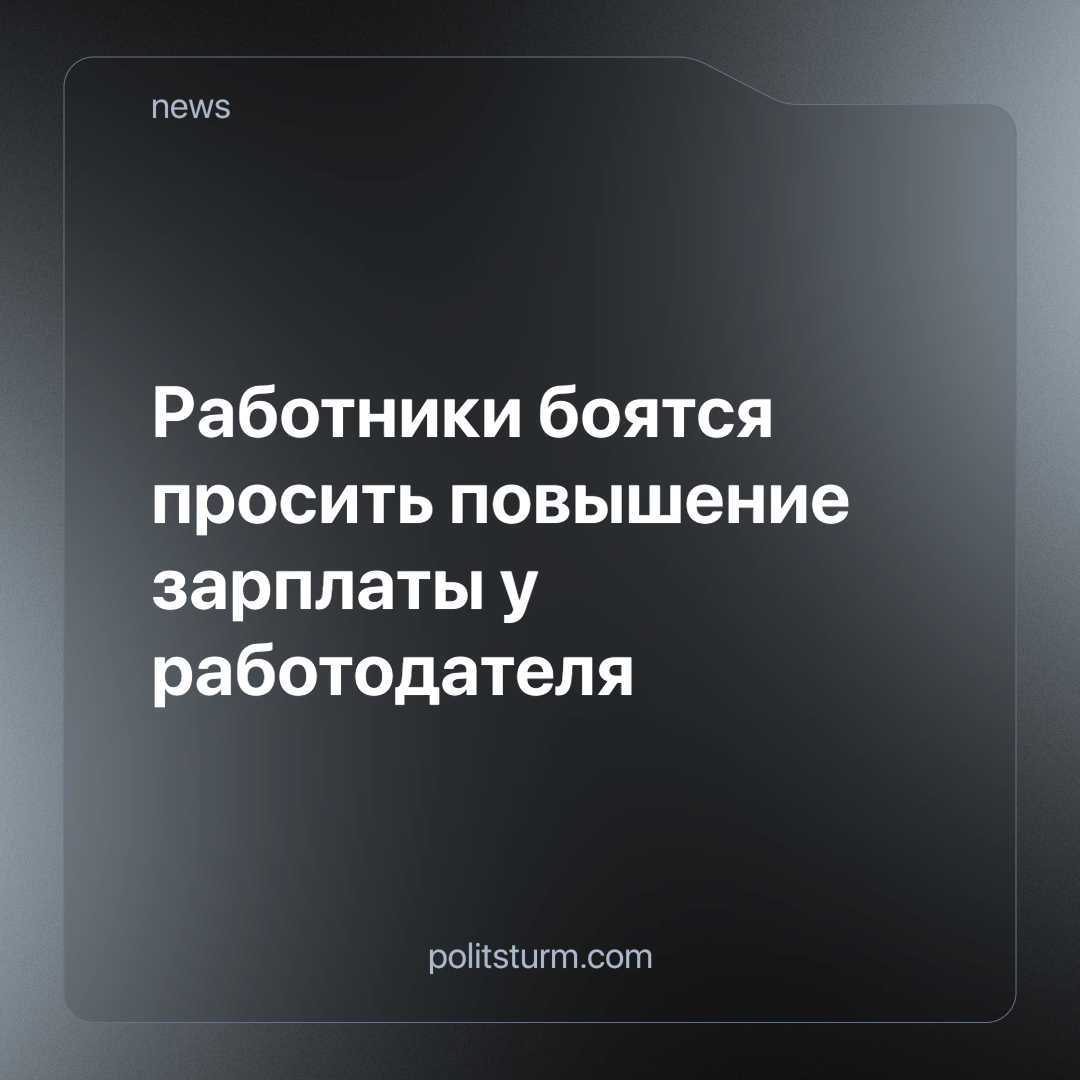 news
Работники боятся
просить повышение
зарплаты у
работодателя
politsturm.com